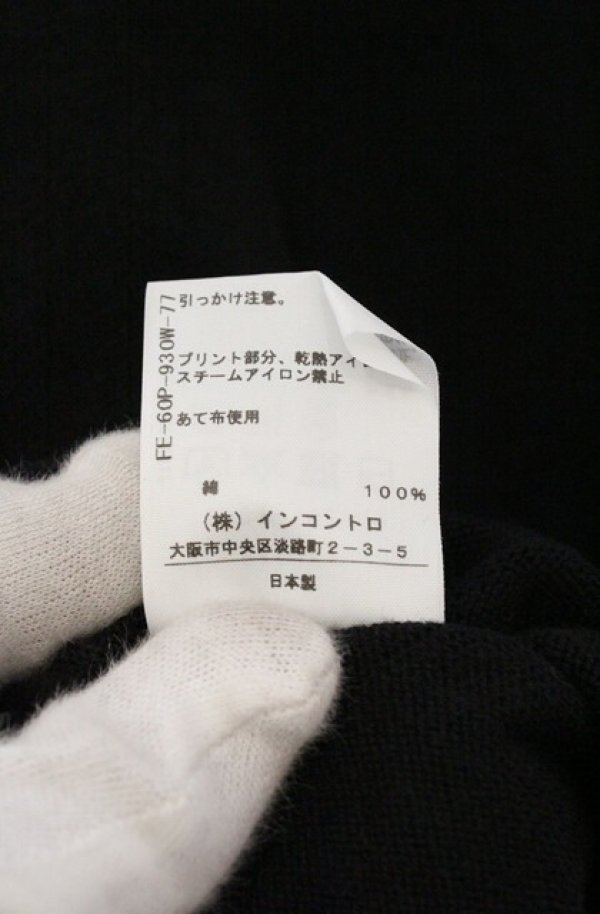 FE-60P-930W-77
引っかけ注意。
プリント部分、乾熱アイ
スチームアイロン禁止
あて布使用
綿 100%
(株)インコントロ
大阪市中央区淡路町2-3-5
日本製